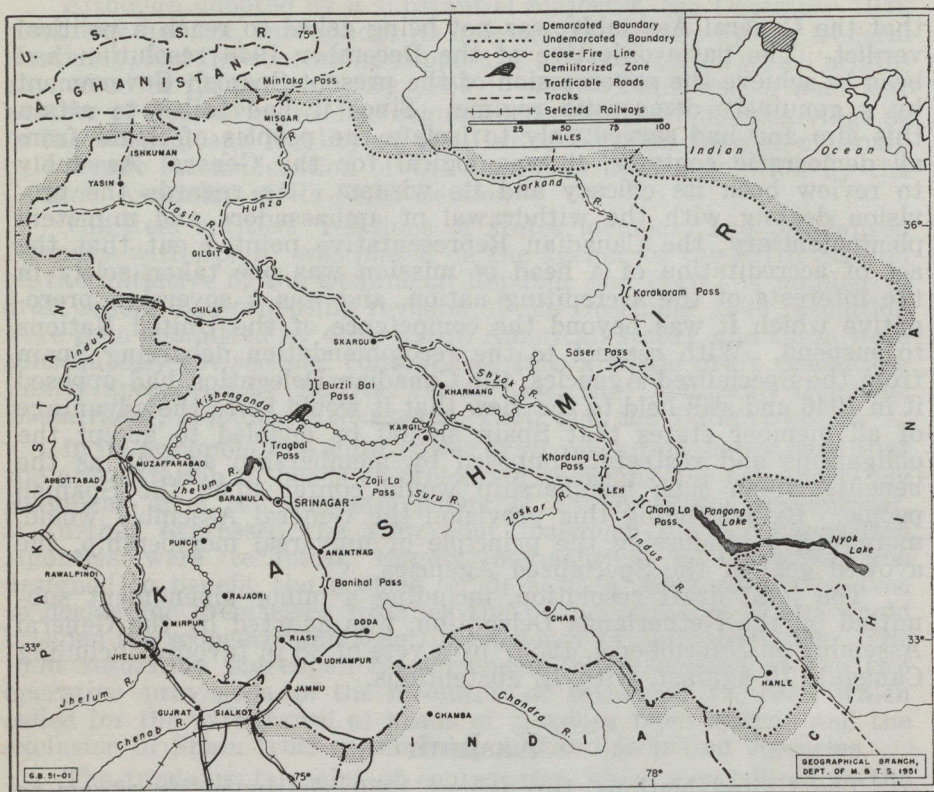 U. S. S. R.
AFGHANISTAN
75°
Demarcated Boundary
Undemarcated Boundary
Cease-Fire Line
Demilitarized Zone
Trafficable Roads
Tracks
Selected Railways
0 25 50 75 100
MILES
Indian Ocean
Mintaka Pass
MISGAR
ISHKUMAN
YASIN
Yasin R.
Hunza R.
GILGIT
Yarkand R.
36°
Karakoram Pass
CHILAS
Indus R.
SKARDU
Shyok R.
Saser Pass
Burzil Bai Pass
KHARMANG
Kishenganga R.
KARGIL
Tragbal Pass
Khardung La Pass
MUZAFFARABAD
Jhelum R.
BARAMULA
Zoji La Pass
Suru R.
LEH
ABBOTTABAD
SRINAGAR
Zaskar R.
Chang La Pass
Pangong Lake
Nyak Lake
PUNCH
ANANTNAG
Indus R.
RAWALPINDI
Banihal Pass
RAJAORI
CHAR
MIRPUR
DODA
33°
RIASI
33°
JHELUM
UDHAMPUR
HANLE
Jhelum R.
JAMMU
GUJRAT
SIALKOT
CHAMBA
Chandra R.
Chenab R.
PAKISTAN
KASHMIR
INDIA
CHINA
G.B. 51-01
75°
78°
GEOGRAPHICAL BRANCH,
DEPT. OF M. & T. S. 1951